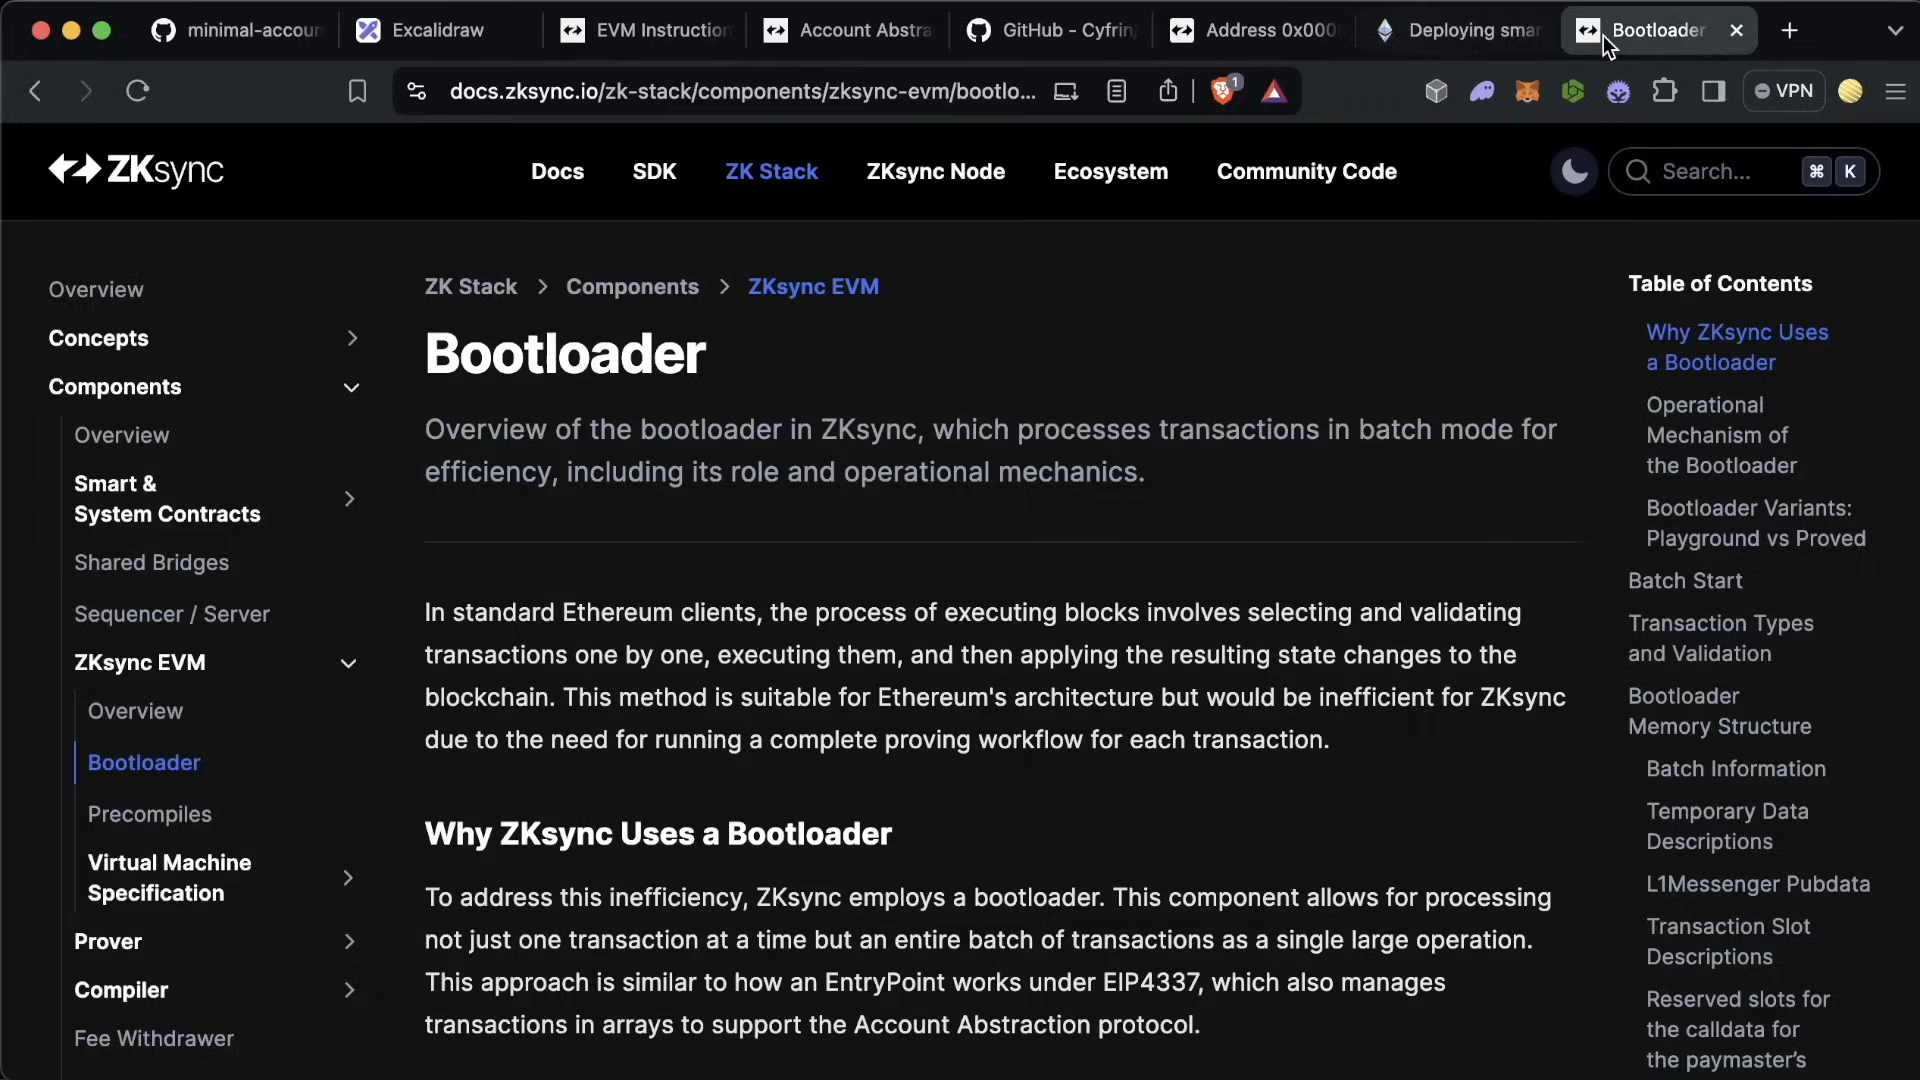 minimal-accoun
Excalidraw
EVM Instruction
Account Abstra
GitHub - Cyfrin
Address 0x000
Deploying smar
Bootloader
docs.zksync.io/zk-stack/components/zksync-evm/bootlo...
1
VPN
ZKsync
Docs
SDK
ZK Stack
ZKsync Node
Ecosystem
Community Code
Search...
⌘ K
Overview
Concepts
Components
Overview
Smart &
System Contracts
Shared Bridges
Sequencer / Server
ZKsync EVM
Overview
Bootloader
Precompiles
Virtual Machine
Specification
Prover
Compiler
Fee Withdrawer
ZK Stack > Components > ZKsync EVM
Bootloader
Overview of the bootloader in ZKsync, which processes transactions in batch mode for
efficiency, including its role and operational mechanics.
In standard Ethereum clients, the process of executing blocks involves selecting and validating
transactions one by one, executing them, and then applying the resulting state changes to the
blockchain. This method is suitable for Ethereum's architecture but would be inefficient for ZKsync
due to the need for running a complete proving workflow for each transaction.
Why ZKsync Uses a Bootloader
To address this inefficiency, ZKsync employs a bootloader. This component allows for processing
not just one transaction at a time but an entire batch of transactions as a single large operation.
This approach is similar to how an EntryPoint works under EIP4337, which also manages
transactions in arrays to support the Account Abstraction protocol.
Table of Contents
Why ZKsync Uses
a Bootloader
Operational
Mechanism of
the Bootloader
Bootloader Variants:
Playground vs Proved
Batch Start
Transaction Types
and Validation
Bootloader
Memory Structure
Batch Information
Temporary Data
Descriptions
L1Messenger Pubdata
Transaction Slot
Descriptions
Reserved slots for
the calldata for
the paymaster's